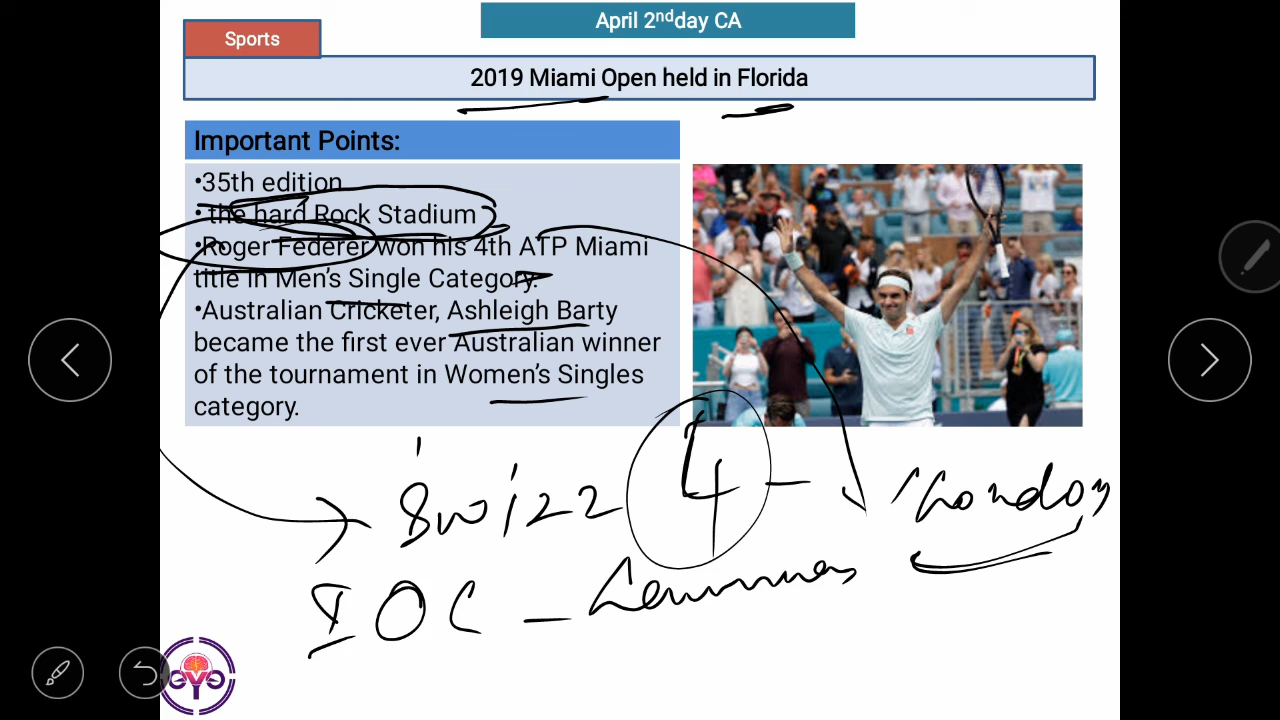 April 2nd day CA
Sports
2019 Miami Open held in Florida
Important Points:
•35th edition
• the hard Rock Stadium
•Roger Federer won his 4th ATP Miami
title in Men's Single Category.
•Australian Cricketer, Ashleigh Barty
became the first ever Australian winner
of the tournament in Women's Singles
category.
Swizz 4 -
IOC -